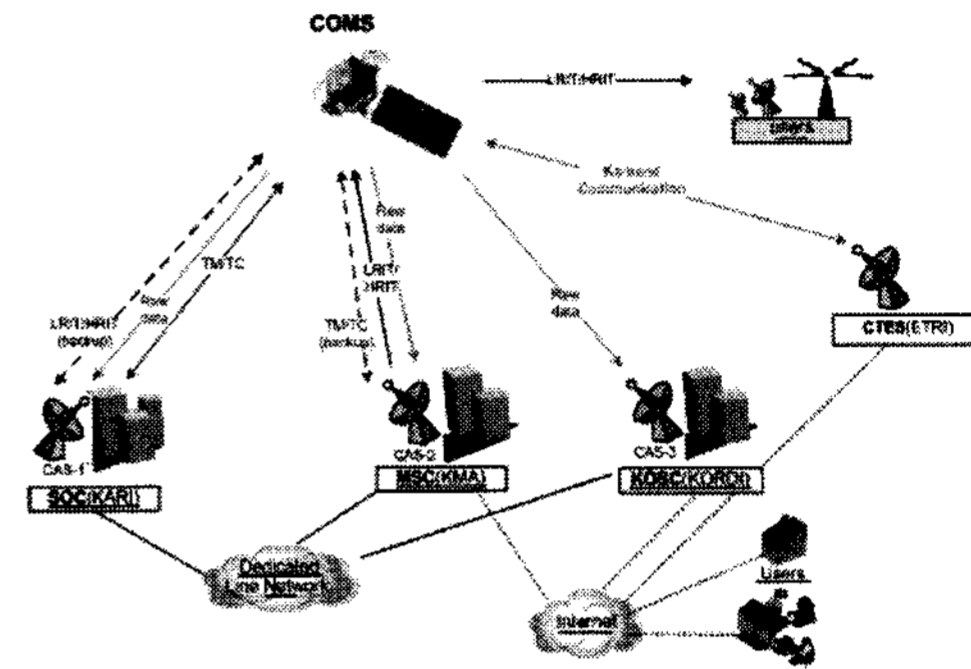 COMS
LRIT/HRIT
Users
Ka-band
Communication
Raw
data
LRIT/
HRIT
TM/TC
Raw
data
LRIT/HRIT
(backup)
TM/TC
(backup)
Raw
data
CTES(ETRI)
CAS-1
CAS-2
CAS-3
SOC(KARI)
MSC(KMA)
KOSC(KORDI)
Dedicated
Line Network
Users
Internet